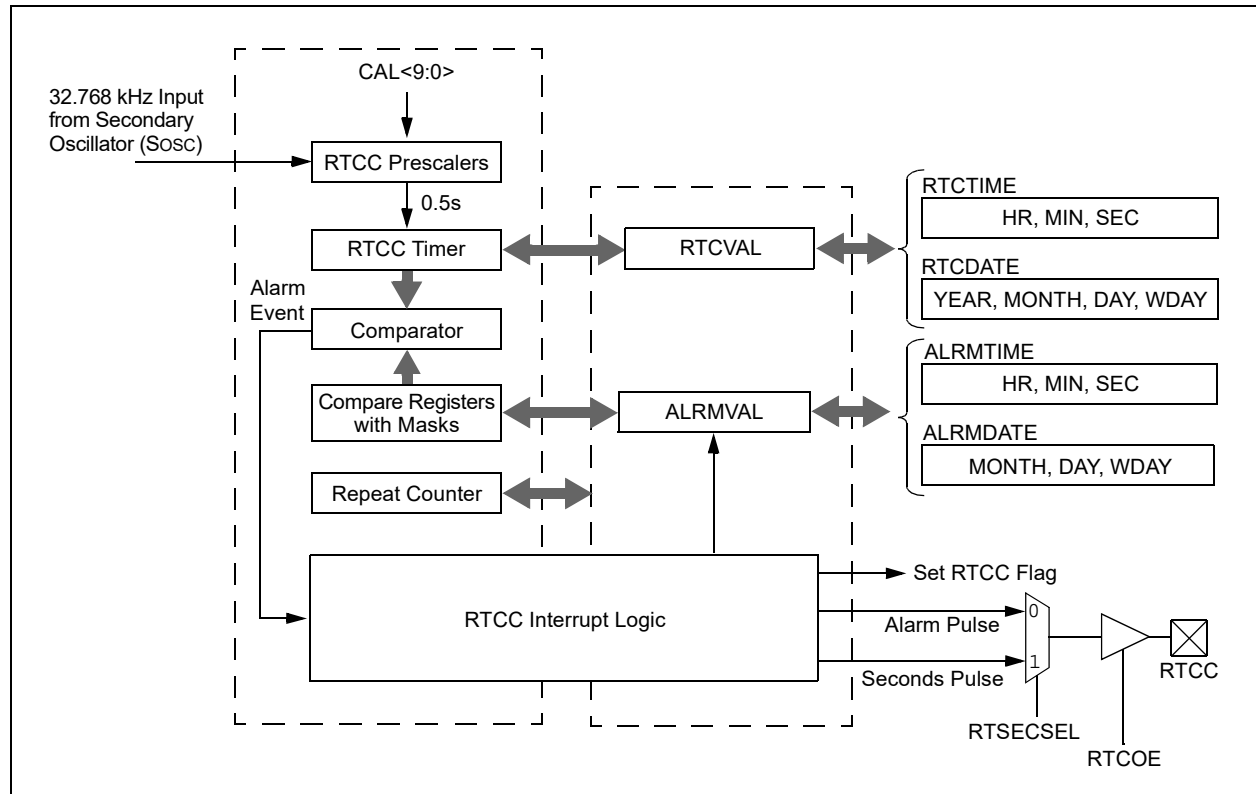 CAL<9:0>
32.768 kHz Input
from Secondary
Oscillator (SOSC)
RTCC Prescalers
0.5s
RTCC Timer
RTCVAL
RTCTIME
HR, MIN, SEC
RTCDATE
YEAR, MONTH, DAY, WDAY
Alarm
Event
Comparator
Compare Registers
with Masks
ALRMVAL
ALRMTIME
HR, MIN, SEC
ALRMDATE
MONTH, DAY, WDAY
Repeat Counter
RTCC Interrupt Logic
Set RTCC Flag
Alarm Pulse
0
Seconds Pulse
1
RTCC
RTSECSEL
RTCOE